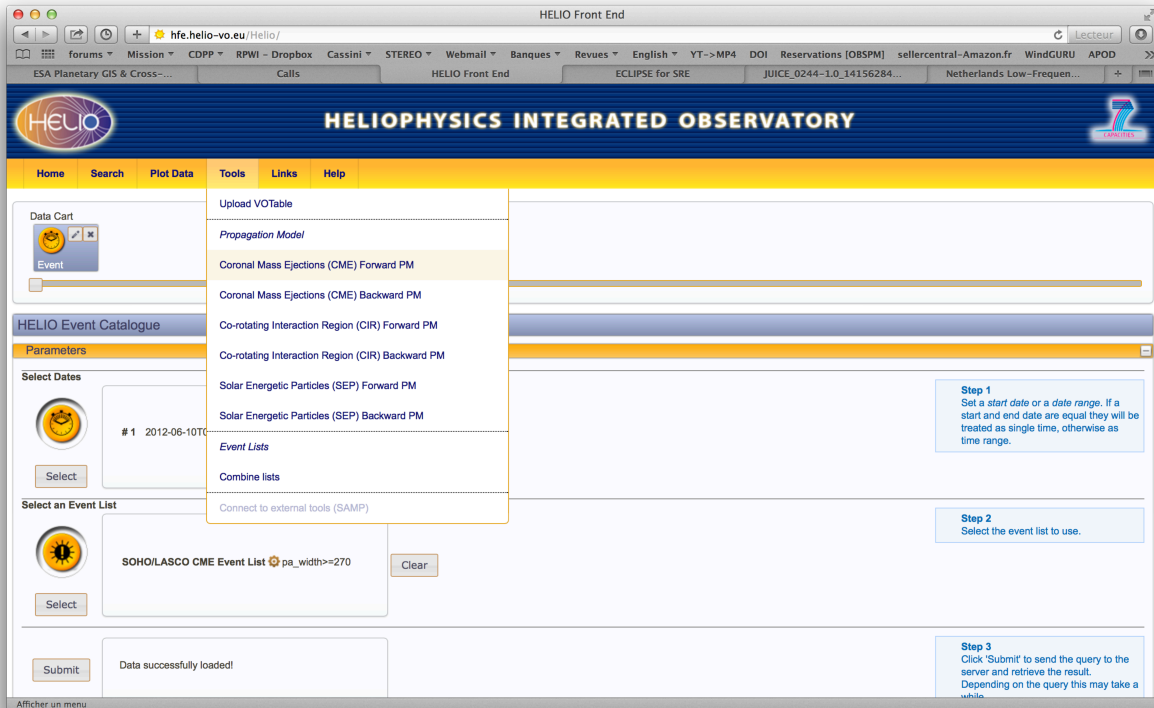 HELIO Front End
hfe.helio-vo.eu/Helio/
Lecteur
forums Mission CDPP RPWI – Dropbox Cassini STEREO Webmail Banques Revues English YT->MP4 DOI Reservations [OBSPM] sellercentral-Amazon.fr WindGURU APOD
ESA Planetary GIS & Cross-... Calls HELIO Front End ECLIPSE for SRE JUICE_0244-1.0_14156284... Netherlands Low-Frequen...
HELIO
HELIOPHYSICS INTEGRATED OBSERVATORY
7
CAPACITIES
Home Search Plot Data Tools Links Help
Upload VOTable
Propagation Model
Coronal Mass Ejections (CME) Forward PM
Coronal Mass Ejections (CME) Backward PM
Co-rotating Interaction Region (CIR) Forward PM
Co-rotating Interaction Region (CIR) Backward PM
Solar Energetic Particles (SEP) Forward PM
Solar Energetic Particles (SEP) Backward PM
Event Lists
Combine lists
Connect to external tools (SAMP)
Data Cart
Event
HELIO Event Catalogue
Parameters
Select Dates
# 1 2012-06-10T0
Select
Step 1
Set a start date or a date range. If a
start and end date are equal they will be
treated as single time, otherwise as
time range.
Select an Event List
SOHO/LASCO CME Event List pa_width>=270
Clear
Select
Step 2
Select the event list to use.
Submit
Data successfully loaded!
Step 3
Click 'Submit' to send the query to the
server and retrieve the result.
Depending on the query this may take a
while
Afficher un menu